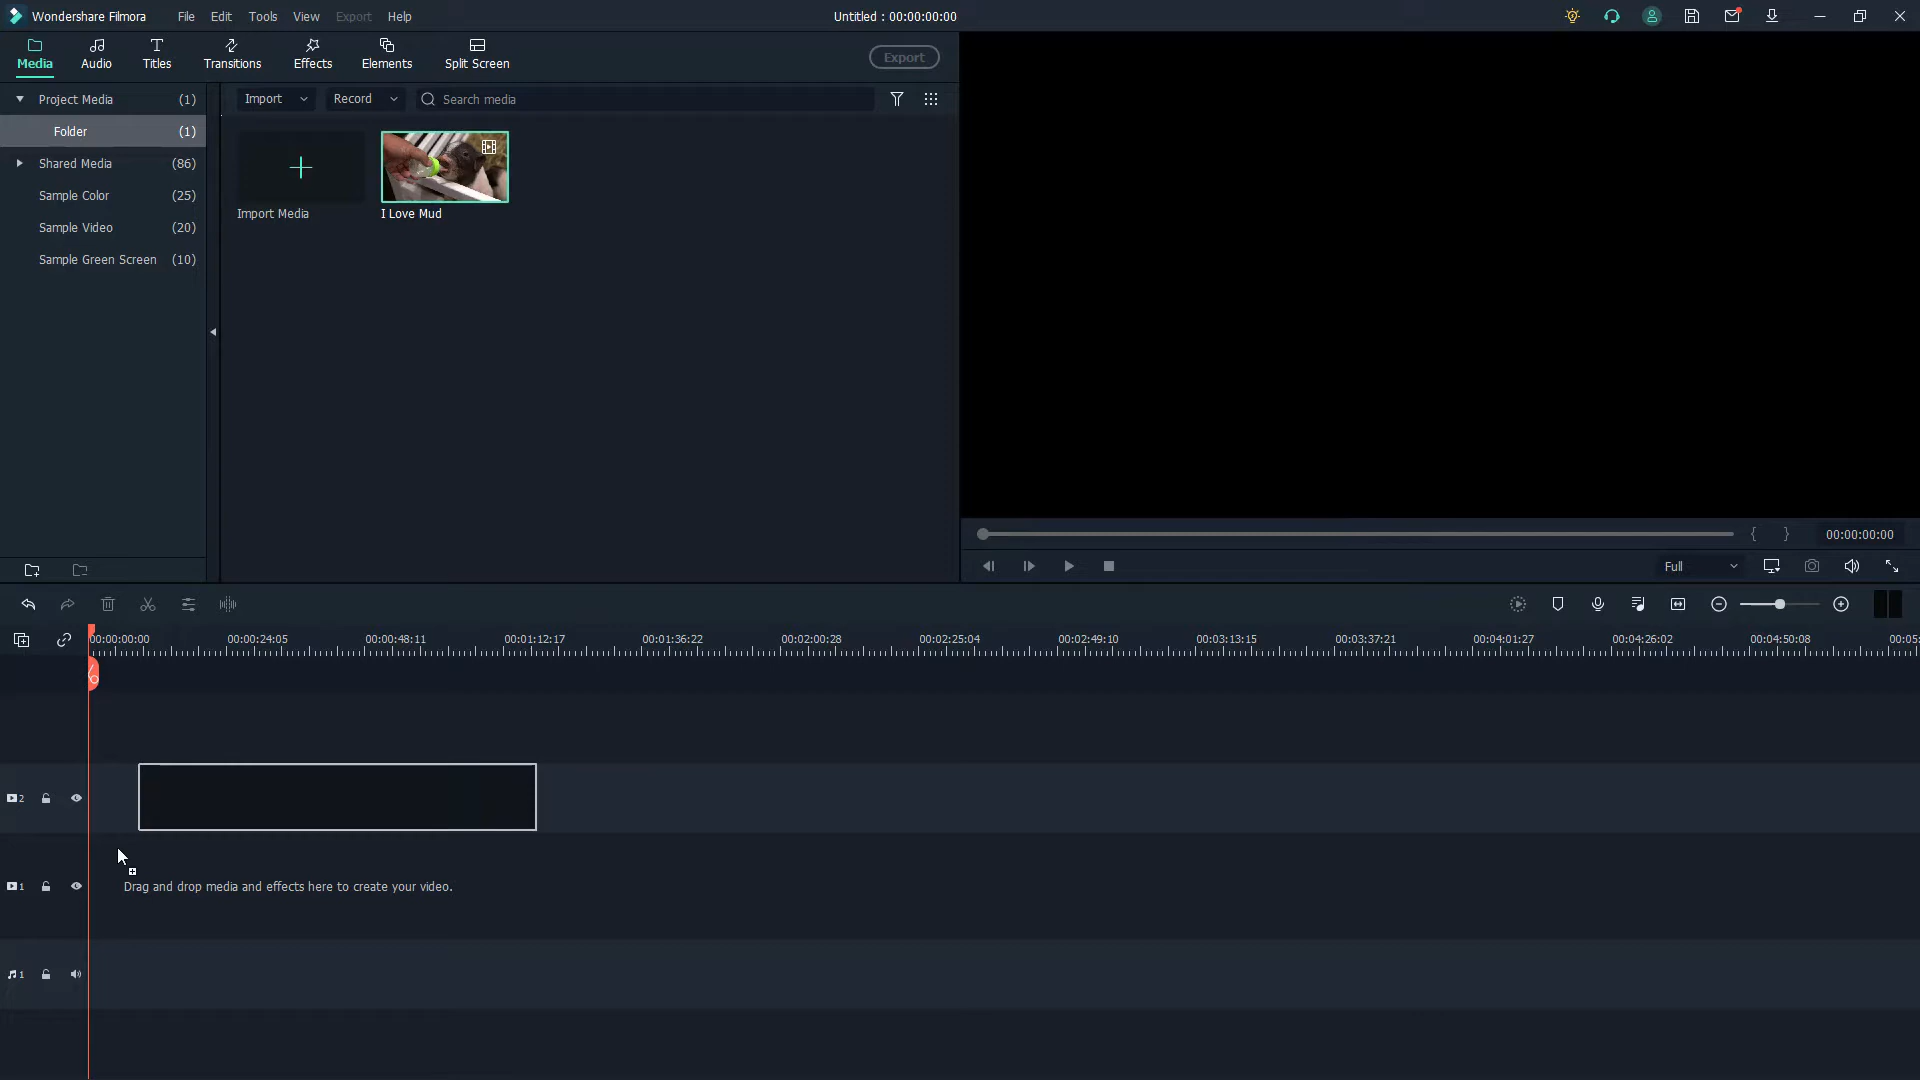 Wondershare Filmora
File
Edit
Tools
View
Export
Help
Untitled : 00:00:00:00
Media
Audio
Titles
Transitions
Effects
Elements
Split Screen
Export
Project Media (1)
Folder (1)
Shared Media (86)
Sample Color (25)
Sample Video (20)
Sample Green Screen (10)
Import
Record
Search media
Import Media
I Love Mud
{ }
00:00:00:00
Full
00:00:00:00
00:00:24:05
00:00:48:11
00:01:12:17
00:01:36:22
00:02:00:28
00:02:25:04
00:02:49:10
00:03:13:15
00:03:37:21
00:04:01:27
00:04:26:02
00:04:50:08
00:05:
2
1
Drag and drop media and effects here to create your video.
1